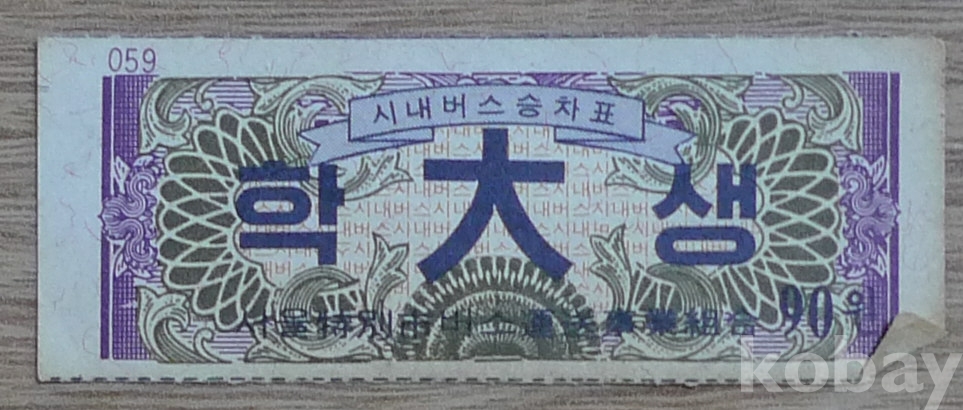 059
시내버스승차표
학 大 생
서울特別市버스運送事業組合 90원
kobay